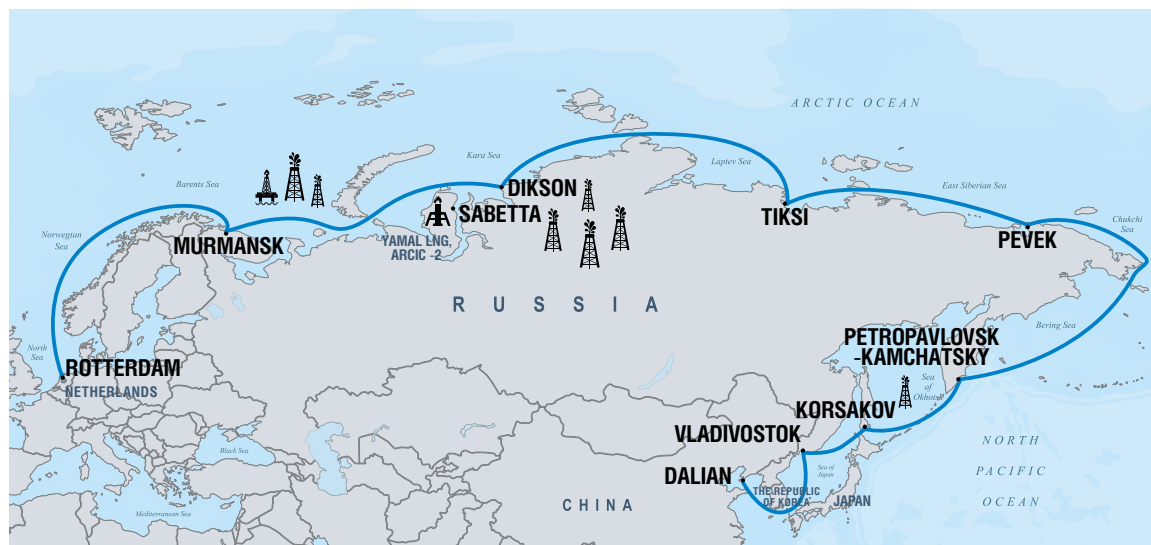 ARCTIC OCEAN
Kara Sea
Laptev Sea
Barents Sea
East Siberian Sea
DIKSON
SABETTA
TIKSI
Chukchi
Sea
Norwegian
Sea
MURMANSK
YAMAL LNG,
ARCIC -2
PEVEK
RUSSIA
Bering Sea
PETROPAVLOVSK
-KAMCHATSKY
North
Sea
ROTTERDAM
NETHERLANDS
Sea
of
Okhotsk
KORSAKOV
VLADIVOSTOK
NORTH
PACIFIC
OCEAN
Black Sea
DALIAN
Sea of
Japan
THE REPUBLIC
OF KOREA
JAPAN
CHINA
Mediterranean Sea